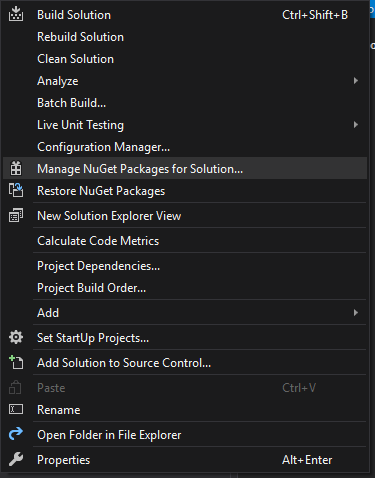 Build Solution Ctrl+Shift+B
Rebuild Solution
Clean Solution
Analyze
Batch Build...
Live Unit Testing
Configuration Manager...
Manage NuGet Packages for Solution...
Restore NuGet Packages
New Solution Explorer View
Calculate Code Metrics
Project Dependencies...
Project Build Order...
Add
Set StartUp Projects...
Add Solution to Source Control...
Paste Ctrl+V
Rename
Open Folder in File Explorer
Properties Alt+Enter